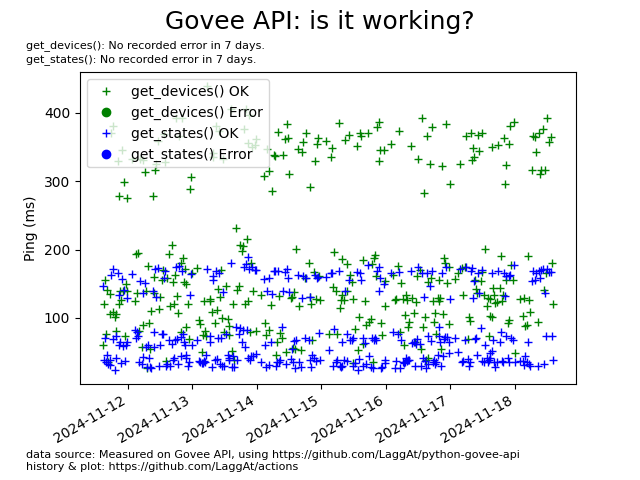 Govee API: is it working?
get_devices(): No recorded error in 7 days.
get_states(): No recorded error in 7 days.
get_devices() OK
get_devices() Error
get_states() OK
get_states() Error
Ping (ms)
400
300
200
100
2024-11-12
2024-11-13
2024-11-14
2024-11-15
2024-11-16
2024-11-17
2024-11-18
data source: Measured on Govee API, using https://github.com/LaggAt/python-govee-api
history & plot: https://github.com/LaggAt/actions